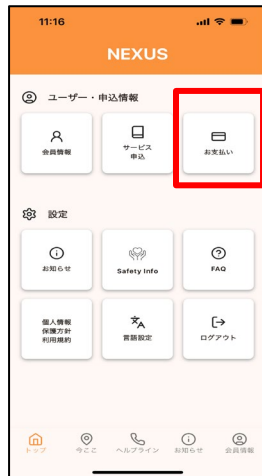 11:16
NEXUS
ユーザー・申込情報
会員情報
サービス
申込
お支払い
設定
お知らせ
Safety Info
FAQ
個人情報
保護方針
利用規約
言語設定
ログアウト
トップ
今ここ
ヘルプライン
お知らせ
会員情報